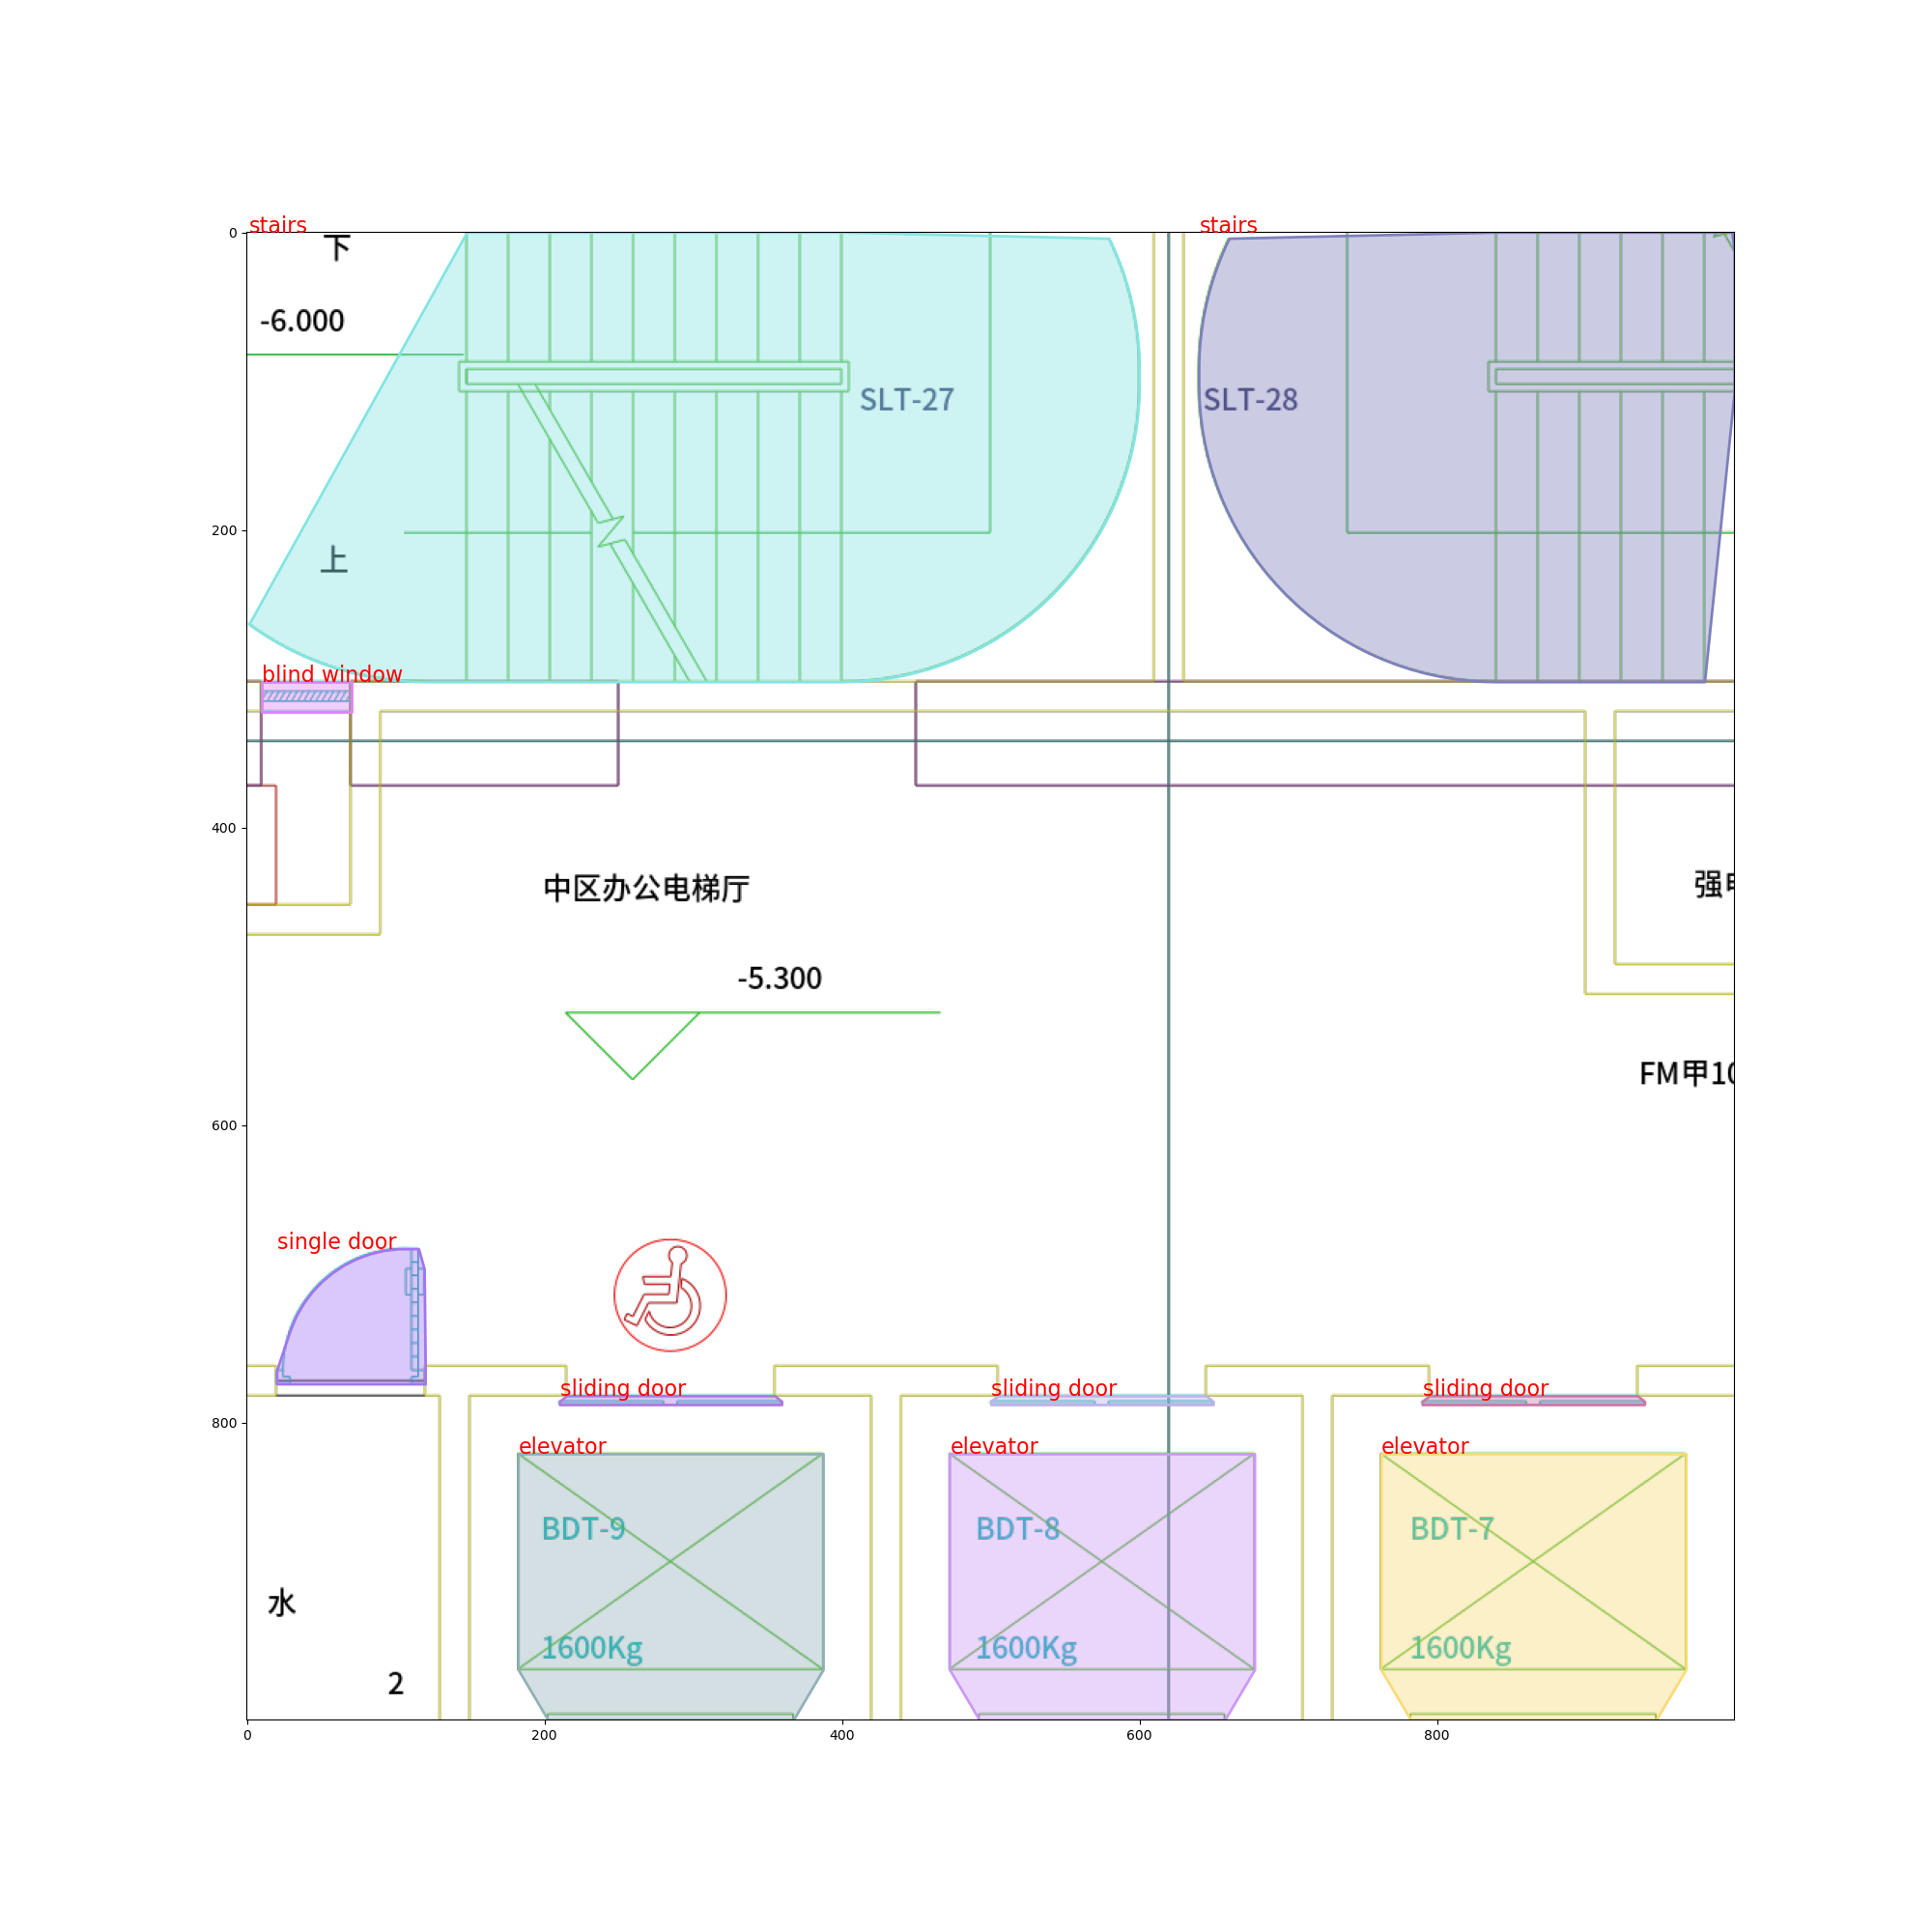 stairs
stairs
下
-6.000
SLT-27
SLT-28
上
blind window
中区办公电梯厅
强
-5.300
FM甲10
single door
sliding door
sliding door
sliding door
elevator
elevator
elevator
BDT-9
BDT-8
BDT-7
水
1600Kg
1600Kg
1600Kg
2
0
200
400
600
800
0
200
400
600
800